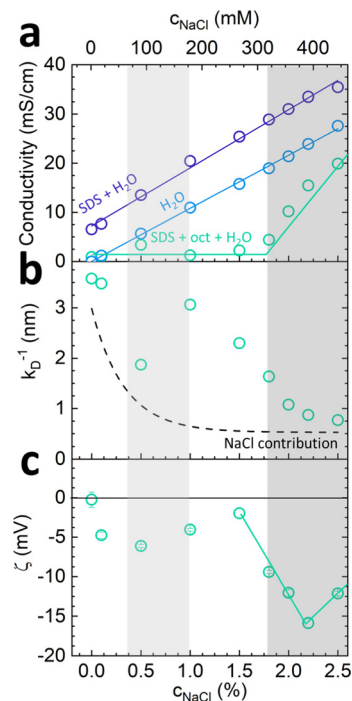 c_NaCl (mM)
0 100 200 300 400
a
Conductivity (mS/cm)
40
30
20
10
0
SDS + H₂O
H₂O
SDS + oct + H₂O
b
k_D⁻¹ (nm)
3
2
1
0
NaCl contribution
c
ζ (mV)
0
-5
-10
-15
-20
0.0 0.5 1.0 1.5 2.0 2.5
c_NaCl (%)